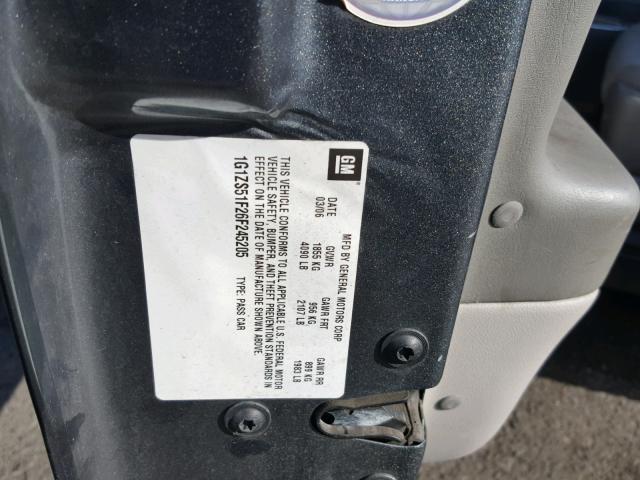 GM
MFD BY GENERAL MOTORS CORP
DATE GVWR GAWR FRT GAWR RR
03/06 1855 KG 956 KG 899 KG
4090 LB 2107 LB 1983 LB
THIS VEHICLE CONFORMS TO ALL APPLICABLE U.S. FEDERAL MOTOR
VEHICLE SAFETY, BUMPER, AND THEFT PREVENTION STANDARDS IN
EFFECT ON THE DATE OF MANUFACTURE SHOWN ABOVE.
1G1ZS51F26F245205 TYPE: PASS CAR